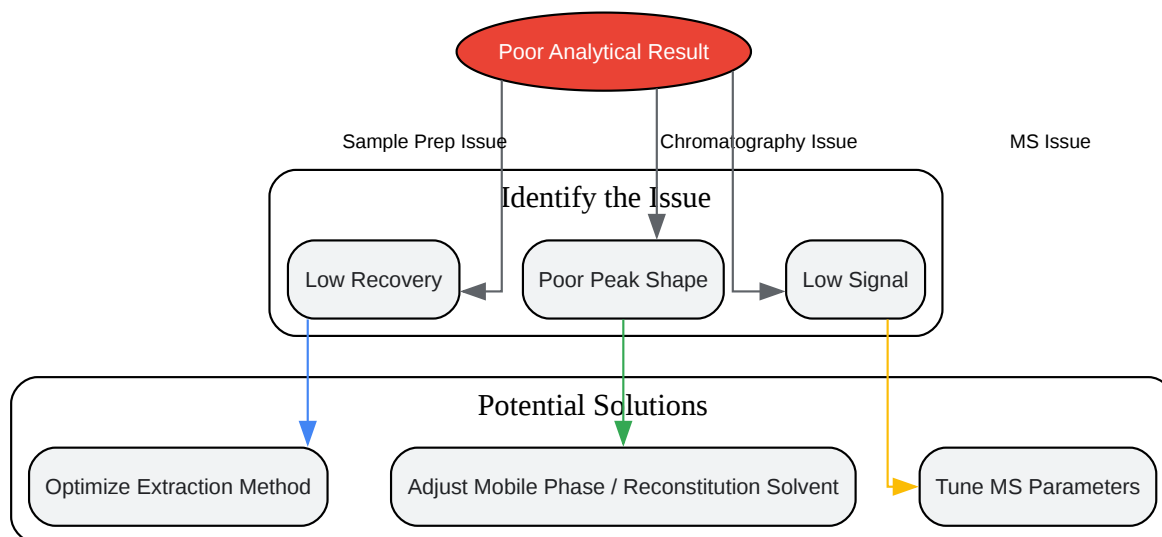 Poor Analytical Result
Sample Prep Issue
Chromatography Issue
MS Issue
Identify the Issue
Low Recovery
Poor Peak Shape
Low Signal
Potential Solutions
Optimize Extraction Method
Adjust Mobile Phase / Reconstitution Solvent
Tune MS Parameters